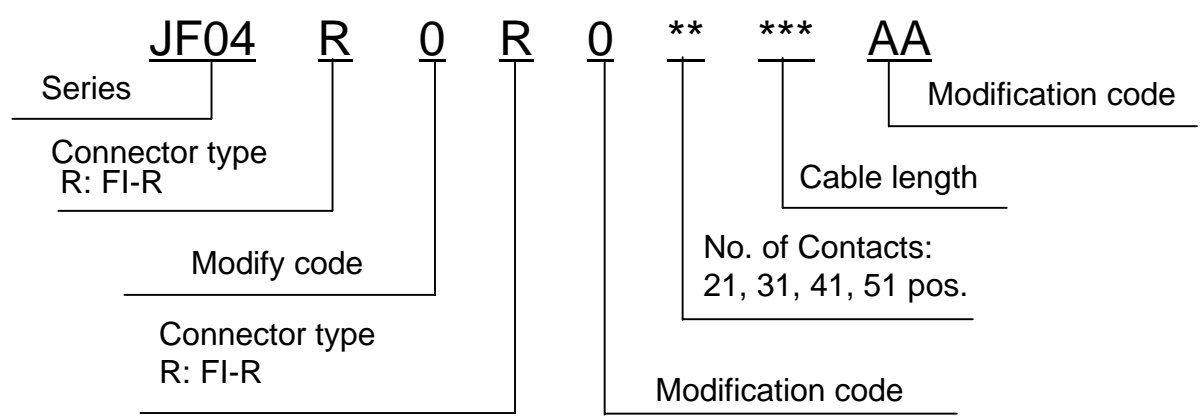 JF04 R 0 R 0 ** *** AA
Series
Modification code
Connector type
R: FI-R
Cable length
No. of Contacts:
21, 31, 41, 51 pos.
Modify code
Connector type
R: FI-R
Modification code